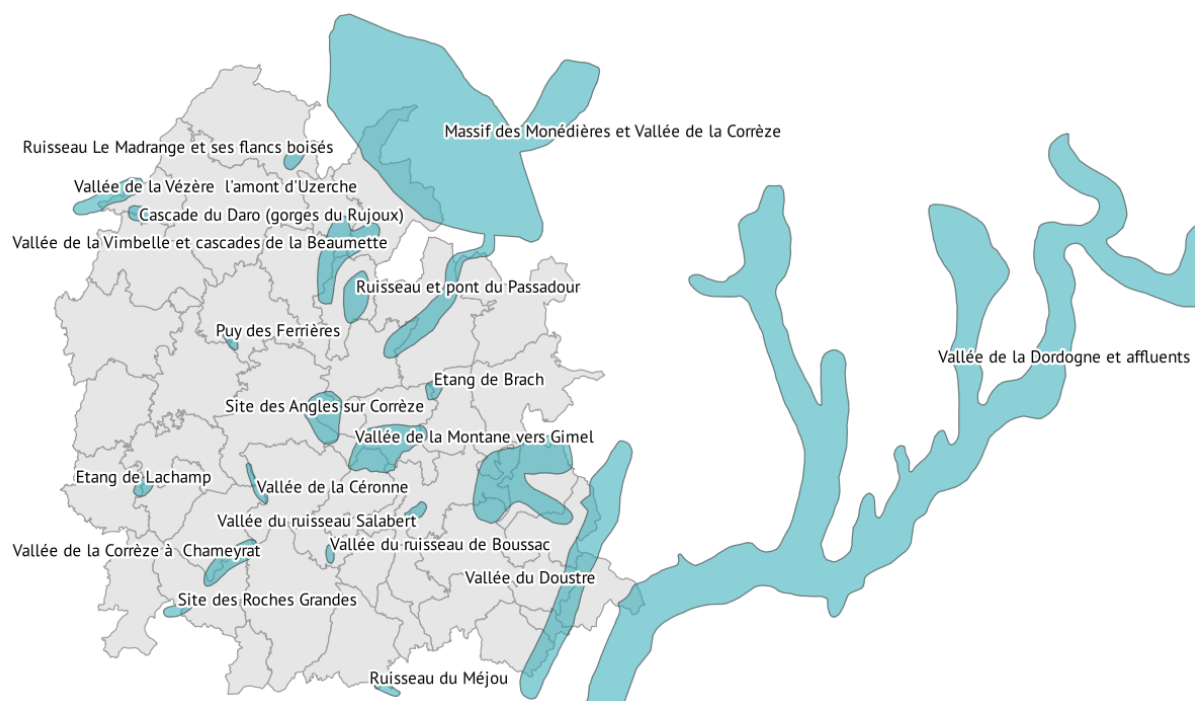 Massif des Monédières et Vallée de la Corrèze
Ruisseau Le Madrange et ses flancs boisés
Vallée de la Vézère  l'amont d'Uzerche
Cascade du Daro (gorges du Rujoux)
Vallée de la Vimbelle et cascades de la Beaumette
Ruisseau et pont du Passadour
Puy des Ferrières
Vallée de la Dordogne et affluents
Etang de Brach
Site des Angles sur Corrèze
Vallée de la Montane vers Gimel
Etang de Lachamp
Vallée de la Céronne
Vallée du ruisseau Salabert
Vallée de la Corrèze à  Chameyrat
Vallée du ruisseau de Boussac
Vallée du Doustre
Site des Roches Grandes
Ruisseau du Méjou